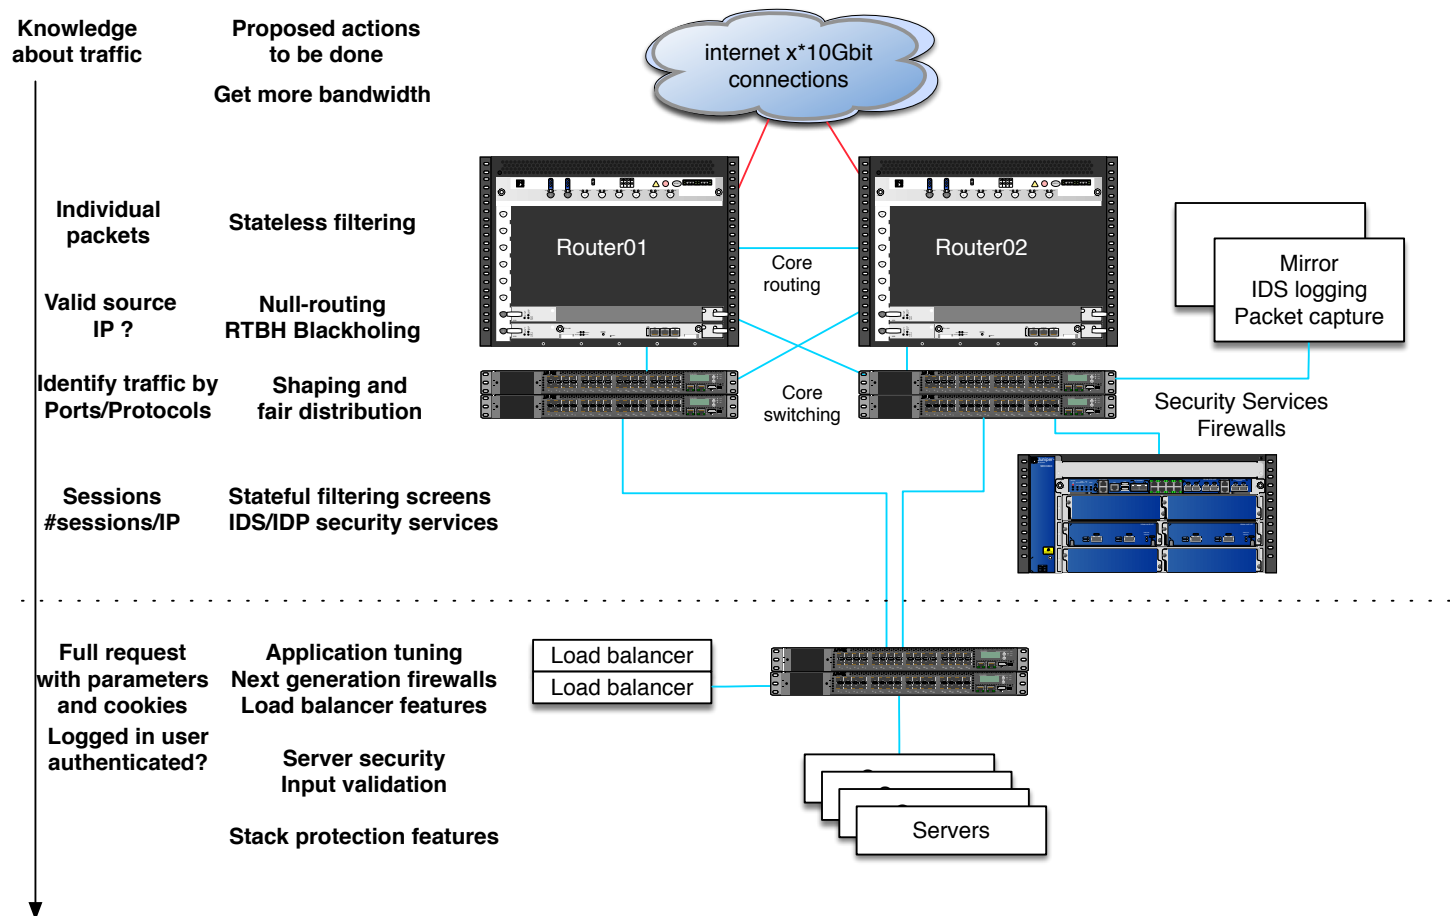 Knowledge
about traffic
Proposed actions
to be done
Get more bandwidth
internet x*10Gbit
connections
Individual
packets
Stateless filtering
Router01
Router02
Core
routing
Mirror
IDS logging
Packet capture
Valid source
IP ?
Null-routing
RTBH Blackholing
Identify traffic by
Ports/Protocols
Shaping and
fair distribution
Core
switching
Security Services
Firewalls
Sessions
#sessions/IP
Stateful filtering screens
IDS/IDP security services
Full request
with parameters
and cookies
Application tuning
Next generation firewalls
Load balancer features
Load balancer
Load balancer
Logged in user
authenticated?
Server security
Input validation
Stack protection features
Servers